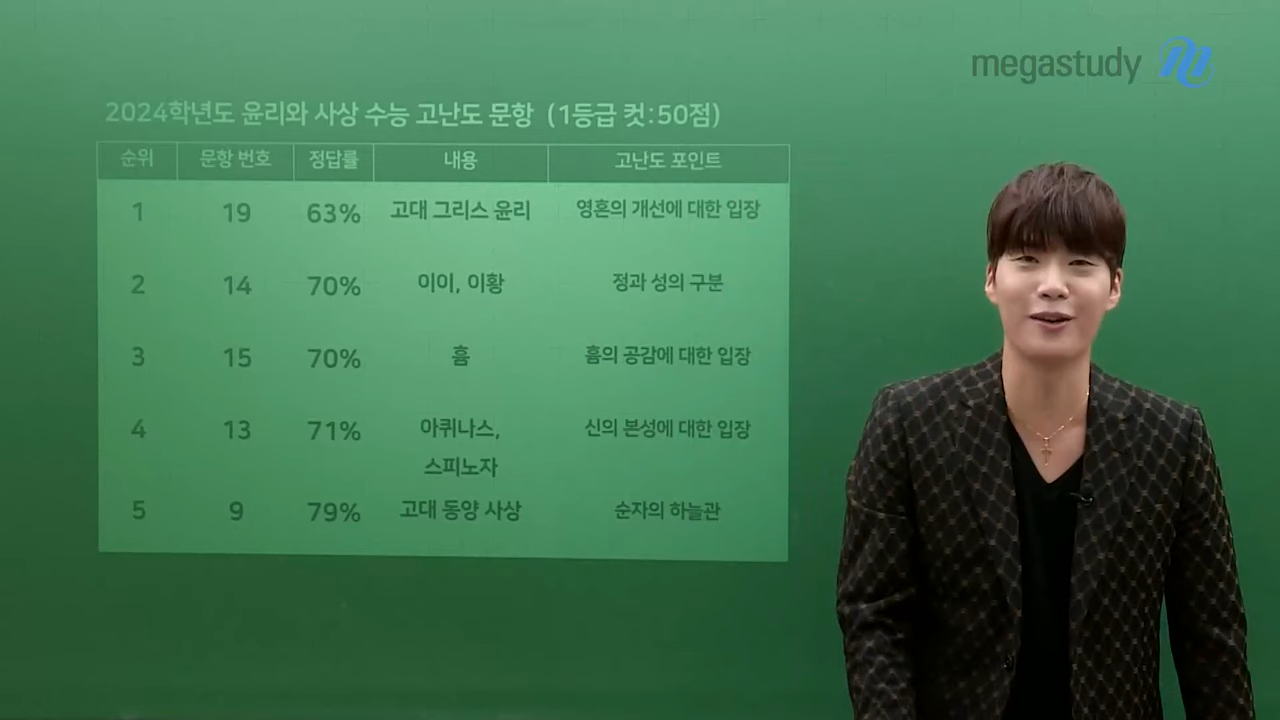 megastudy
2024학년도 윤리와 사상 수능 고난도 문항 (1등급 컷:50점)
순위 문항 번호 정답률 내용 고난도 포인트
1 19 63% 고대 그리스 윤리 영혼의 개선에 대한 입장
2 14 70% 이이, 이황 정과 성의 구분
3 15 70% 흄 흄의 공감에 대한 입장
4 13 71% 아퀴나스, 신의 본성에 대한 입장
스피노자
5 9 79% 고대 동양 사상 순자의 하늘관